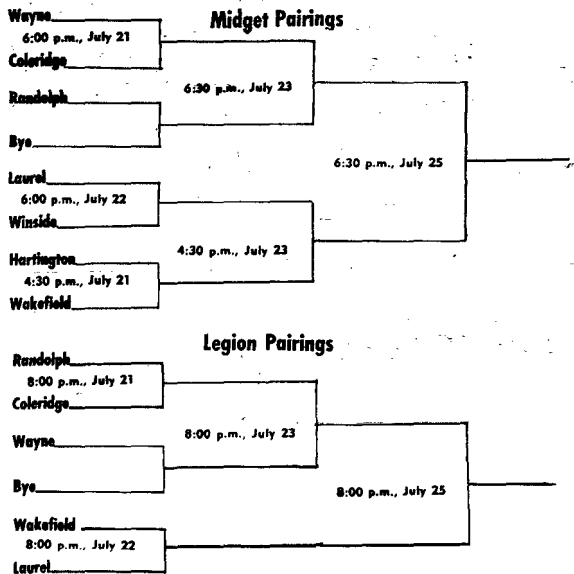 Midget Pairings
Wayne
6:00 p.m., July 21
Coleridge
6:30 p.m., July 23
Randolph
Bye
6:30 p.m., July 25
Laurel
6:00 p.m., July 22
Winside
4:30 p.m., July 23
Hartington
4:30 p.m., July 21
Wakefield
Legion Pairings
Randolph
8:00 p.m., July 21
Coleridge
8:00 p.m., July 23
Wayne
Bye
8:00 p.m., July 25
Wakefield
8:00 p.m., July 22
Laurel